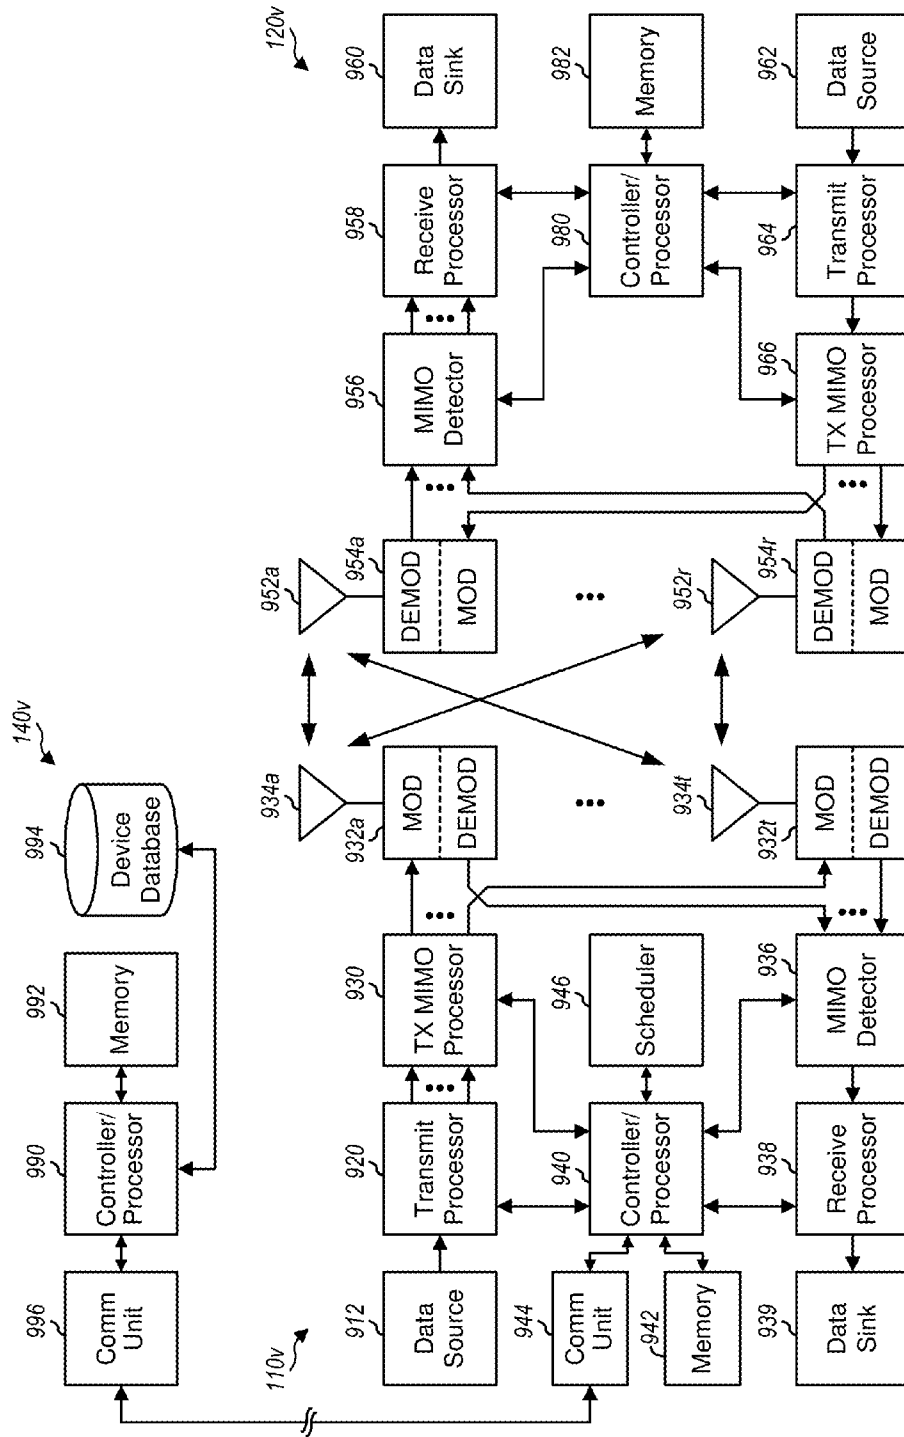 140v
996
Comm
Unit
990
Controller/
Processor
992
Memory
994
Device
Database
110v
120v
912
Data
Source
920
Transmit
Processor
930
TX MIMO
Processor
932a
MOD
DEMOD
934a
952a
954a
DEMOD
MOD
956
MIMO
Detector
958
Receive
Processor
960
Data
Sink
944
Comm
Unit
942
Memory
940
Controller/
Processor
946
Scheduler
980
Controller/
Processor
982
Memory
939
Data
Sink
938
Receive
Processor
936
MIMO
Detector
932t
MOD
DEMOD
934t
952r
954r
DEMOD
MOD
966
TX MIMO
Processor
964
Transmit
Processor
962
Data
Source